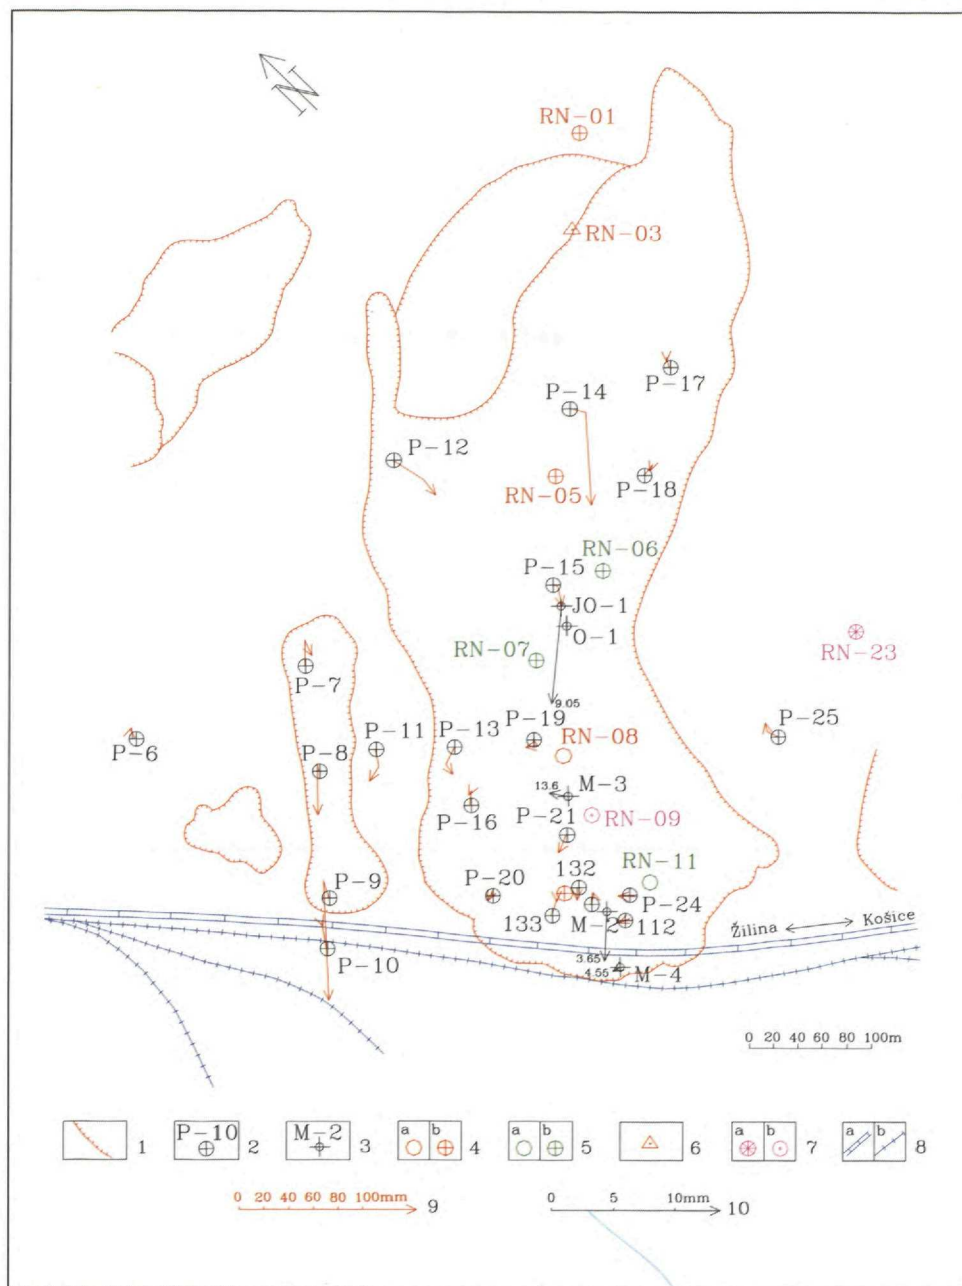 N
RN-01
RN-03
P-17
P-14
P-12
RN-05
P-18
RN-06
P-15
JO-1
O-1
RN-07
RN-23
P-7
9.05
P-19
P-25
P-6
P-11
P-13
RN-08
P-8
13.6
M-3
P-16
P-21
RN-09
132
RN-11
P-20
P-9
P-24
133
M-2
112
Žilina
Košice
P-10
3.65
4.55
M-4
0 20 40 60 80 100m
1
P-10
2
M-2
3
a b
4
a b
5
6
a b
7
a b
8
0 20 40 60 80 100mm
9
0 5 10mm
10